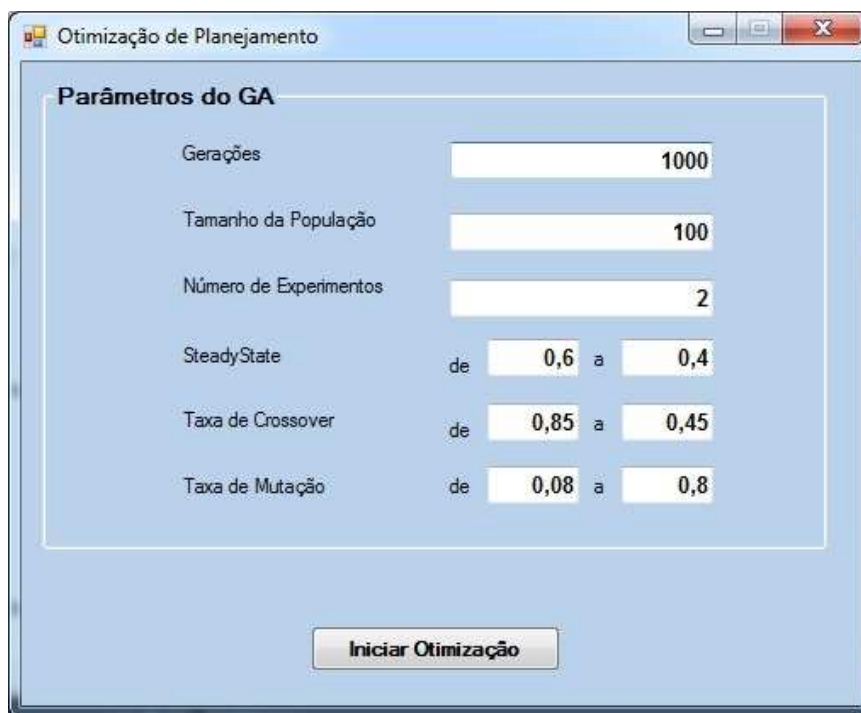 Otimização de Planejamento
Parâmetros do GA
Gerações 1000
Tamanho da População 100
Número de Experimentos 2
SteadyState de 0,6 a 0,4
Taxa de Crossover de 0,85 a 0,45
Taxa de Mutação de 0,08 a 0,8
Iniciar Otimização